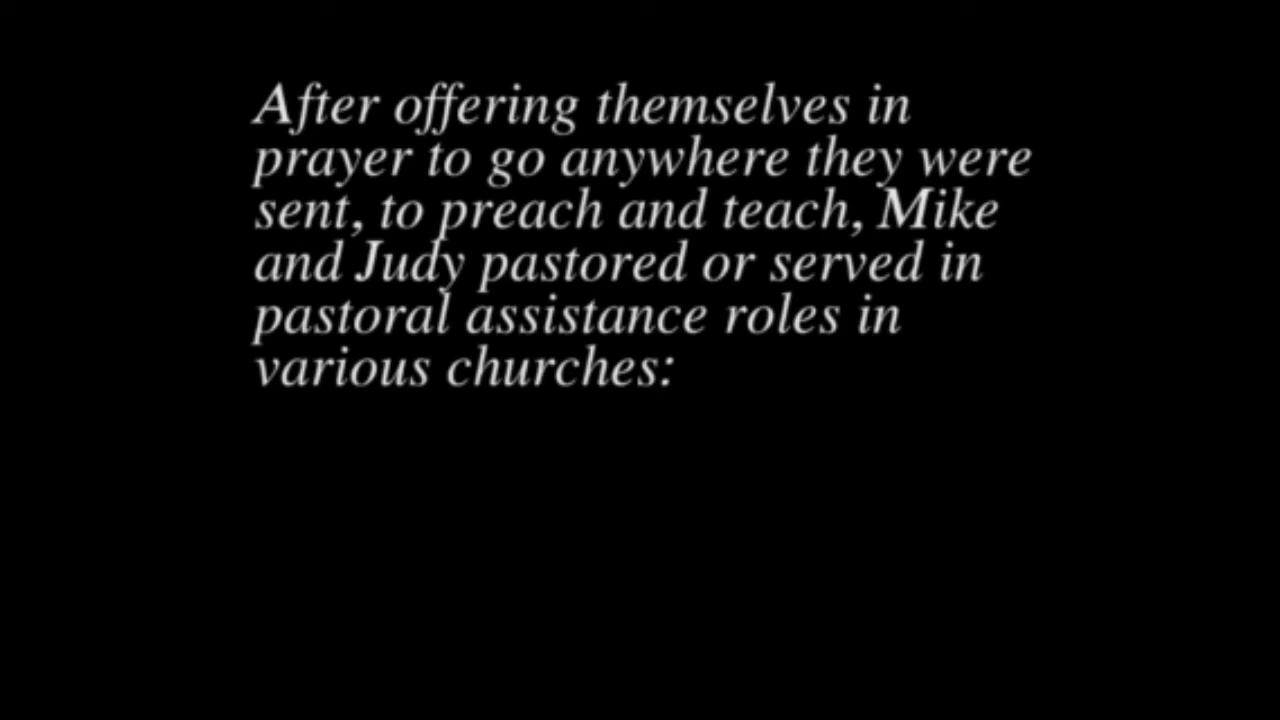 After offering themselves in
prayer to go anywhere they were
sent, to preach and teach, Mike
and Judy pastored or served in
pastoral assistance roles in
various churches: